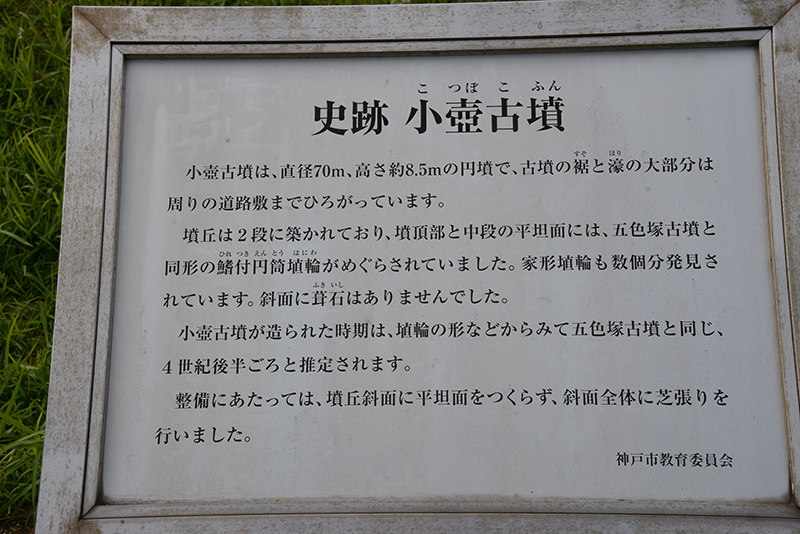 こつぼこふん
史跡 小壺古墳
すそ はり
小壺古墳は、直径70m、高さ約8.5mの円墳で、古墳の裾と濠の大部分は
周りの道路敷までひろがっています。
墳丘は2段に築かれており、墳頂部と中段の平坦面には、五色塚古墳と
ひれつきえんとうはにわ
同形の鰭付円筒埴輪がめぐらされていました。家形埴輪も数個分発見さ
ふきいし
れています。斜面に葺石はありませんでした。
小壺古墳が造られた時期は、埴輪の形などからみて五色塚古墳と同じ、
4世紀後半ごろと推定されます。
整備にあたっては、墳丘斜面に平坦面をつくらず、斜面全体に芝張りを
行いました。
神戸市教育委員会